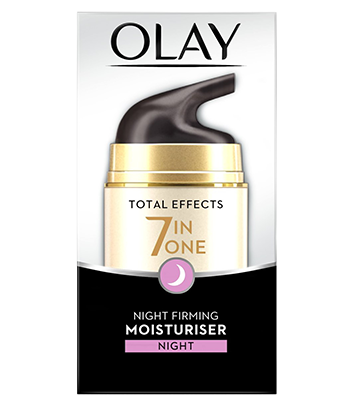 OLAY
TOTAL EFFECTS
7 IN
ONE
NIGHT FIRMING
MOISTURISER
NIGHT